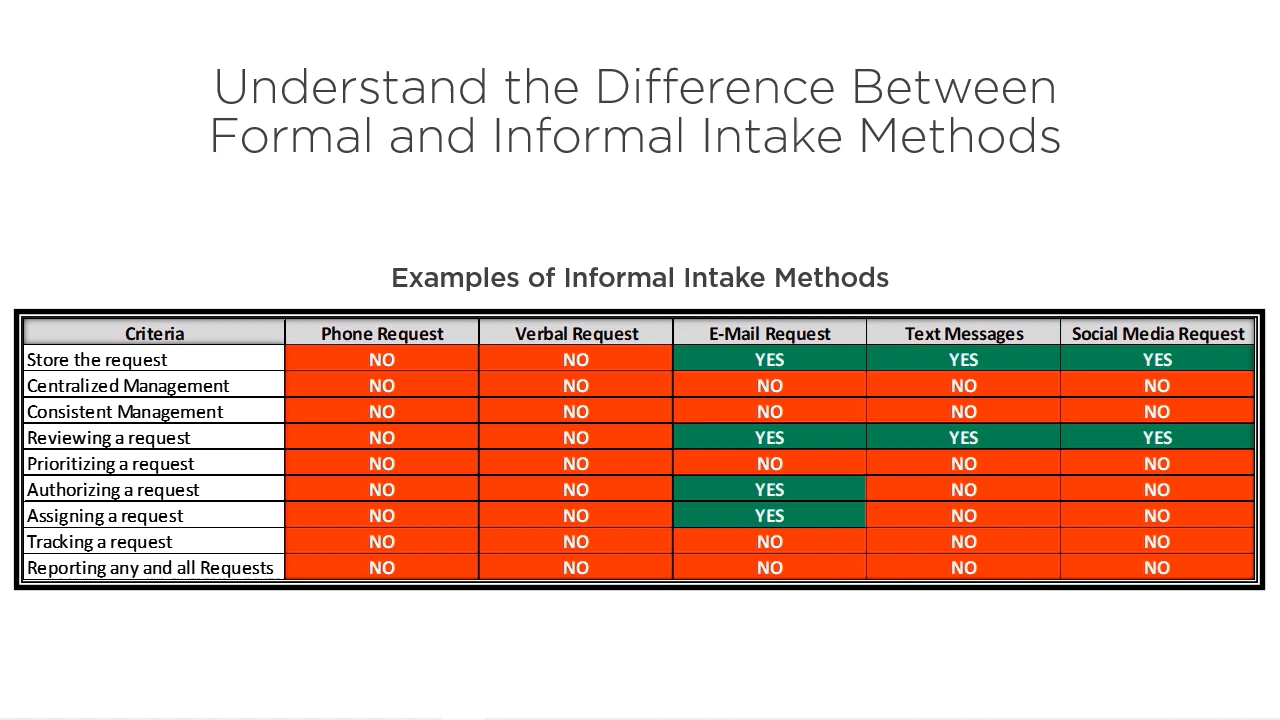 Understand the Difference Between
Formal and Informal Intake Methods
Examples of Informal Intake Methods
Criteria Phone Request Verbal Request E-Mail Request Text Messages Social Media Request
Store the request NO NO YES YES YES
Centralized Management NO NO NO NO NO
Consistent Management NO NO NO NO NO
Reviewing a request NO NO YES YES YES
Prioritizing a request NO NO NO NO NO
Authorizing a request NO NO YES NO NO
Assigning a request NO NO YES NO NO
Tracking a request NO NO NO NO NO
Reporting any and all Requests NO NO NO NO NO